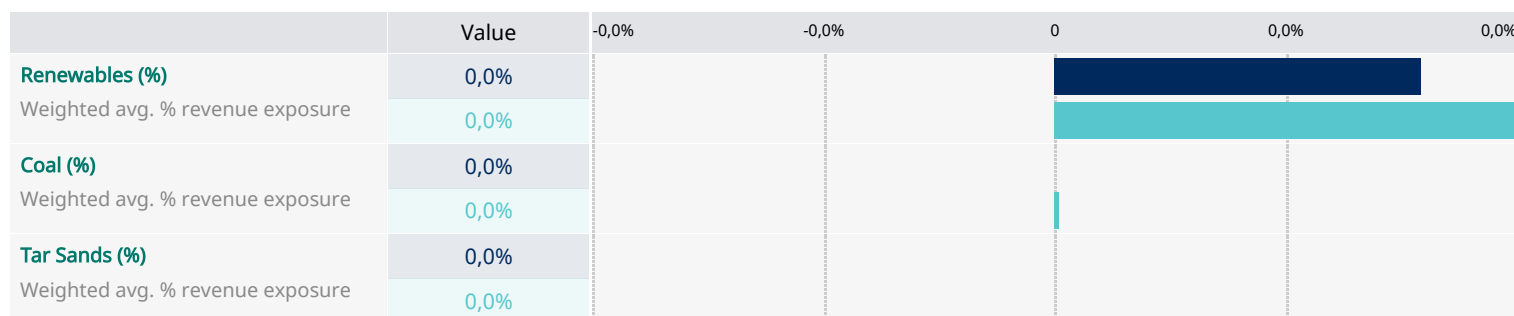 Value -0,0% -0,0% 0 0,0% 0,0%
Renewables (%) 0,0%
Weighted avg. % revenue exposure 0,0%
Coal (%) 0,0%
Weighted avg. % revenue exposure 0,0%
Tar Sands (%) 0,0%
Weighted avg. % revenue exposure 0,0%